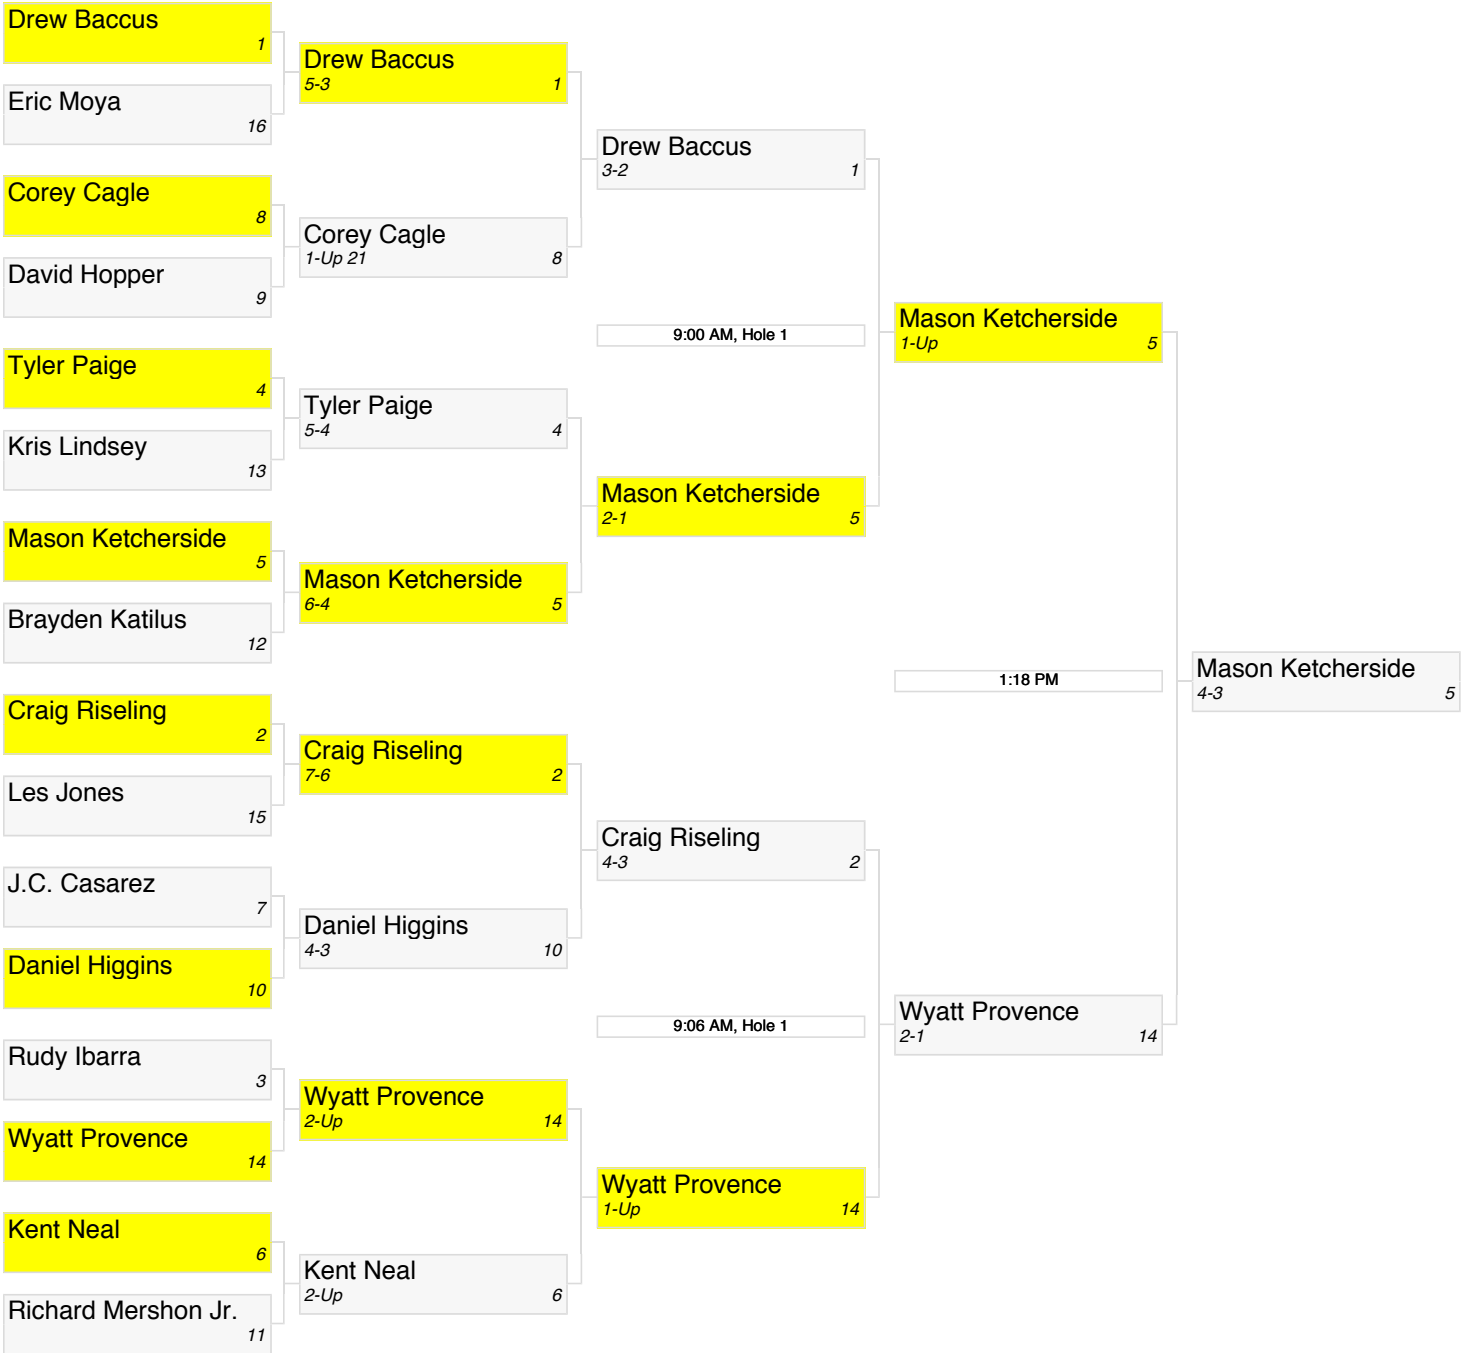 Drew Baccus
1
Eric Moya
16
Corey Cagle
8
David Hopper
9
Tyler Paige
4
Kris Lindsey
13
Mason Ketcherside
5
Brayden Katilus
12
Craig Riseling
2
Les Jones
15
J.C. Casarez
7
Daniel Higgins
10
Rudy Ibarra
3
Wyatt Provence
14
Kent Neal
6
Richard Mershon Jr.
11
Drew Baccus
5-3 1
Corey Cagle
1-Up 21 8
Tyler Paige
5-4 4
Mason Ketcherside
6-4 5
Craig Riseling
7-6 2
Daniel Higgins
4-3 10
Wyatt Provence
2-Up 14
Kent Neal
2-Up 6
Drew Baccus
3-2 1
9:00 AM, Hole 1
Mason Ketcherside
2-1 5
Craig Riseling
4-3 2
9:06 AM, Hole 1
Wyatt Provence
1-Up 14
Mason Ketcherside
1-Up 5
1:18 PM
Wyatt Provence
2-1 14
Mason Ketcherside
4-3 5